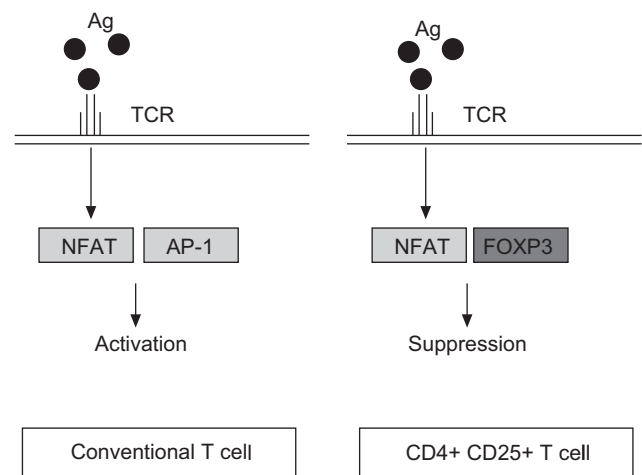 Ag
TCR
NFAT AP-1
Activation
Conventional T cell
Ag
TCR
NFAT FOXP3
Suppression
CD4+ CD25+ T cell